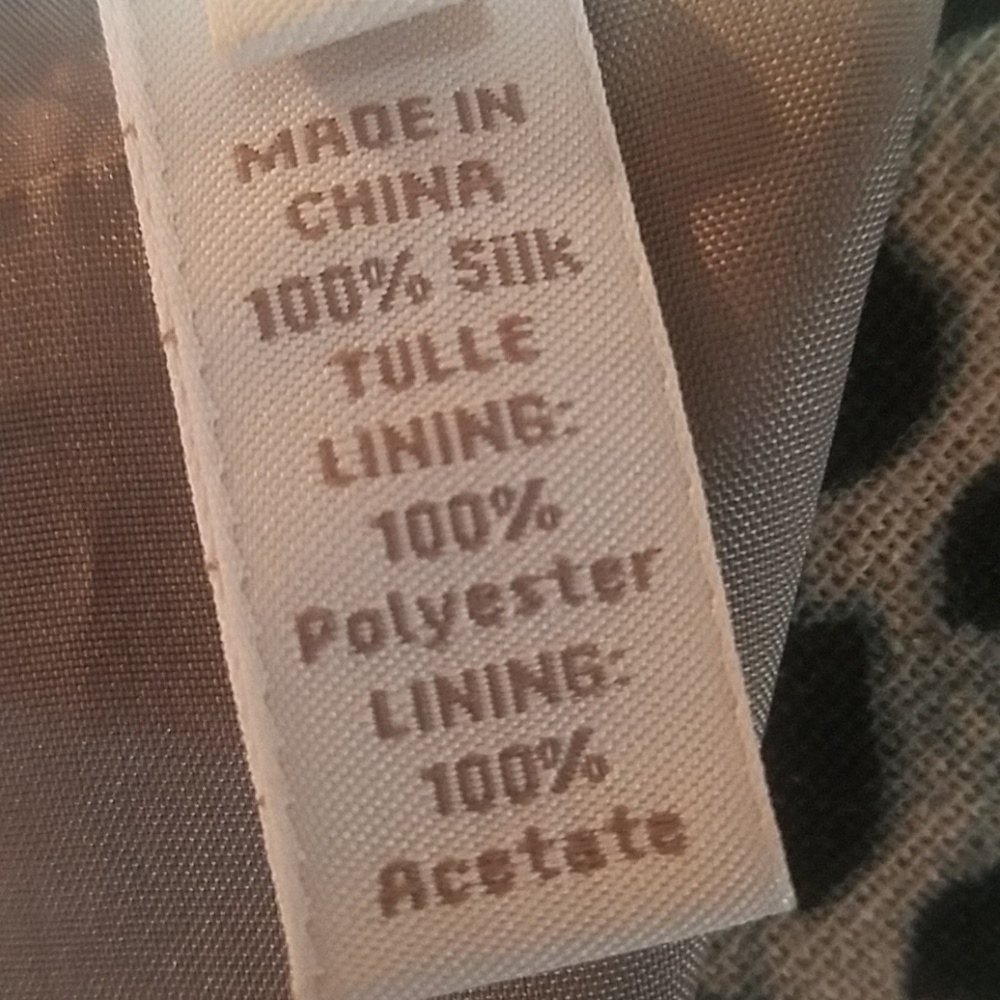 MADE IN
CHINA
100% Silk
TULLE
LINING:
100%
Polyester
LINING:
100%
Acetate